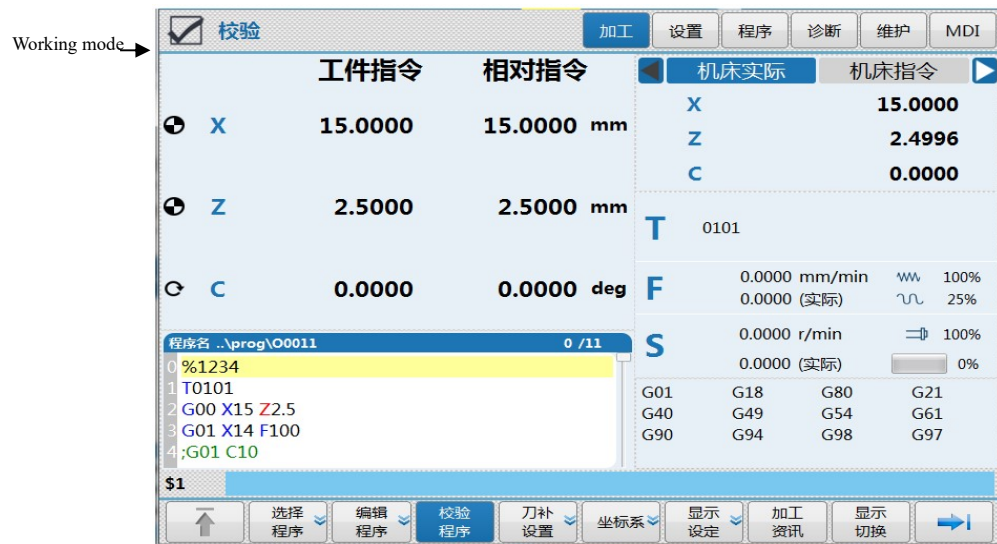 Working mode
校验
加工 设置 程序 诊断 维护 MDI
工件指令 相对指令
机床实际 机床指令
X 15.0000 15.0000 mm
Z 2.5000 2.5000 mm
C 0.0000 0.0000 deg
X 15.0000
Z 2.4996
C 0.0000
T 0101
F 0.0000 mm/min 100%
0.0000 (实际) 25%
S 0.0000 r/min 100%
0.0000 (实际) 0%
程序名 ..\prog\O0011 0 /11
0 %1234
1 T0101
2 G00 X15 Z2.5
3 G01 X14 F100
4 ;G01 C10
G01 G18 G80 G21
G40 G49 G54 G61
G90 G94 G98 G97
$1
选择 编辑 校验 刀补 坐标系 显示 加工 显示
程序 程序 程序 设置 设定 资讯 切换